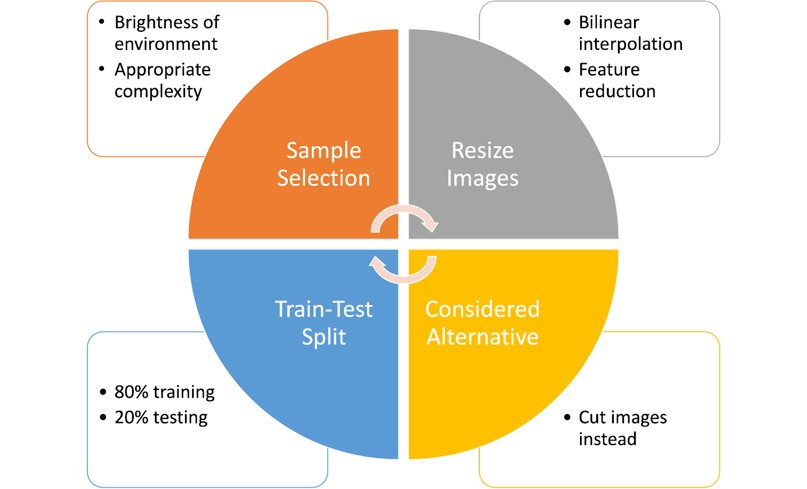 • Brightness of
environment
• Appropriate
complexity
• Bilinear
interpolation
• Feature
reduction
Sample
Selection
Resize
Images
Train-Test
Split
Considered
Alternative
• 80% training
• 20% testing
• Cut images
instead